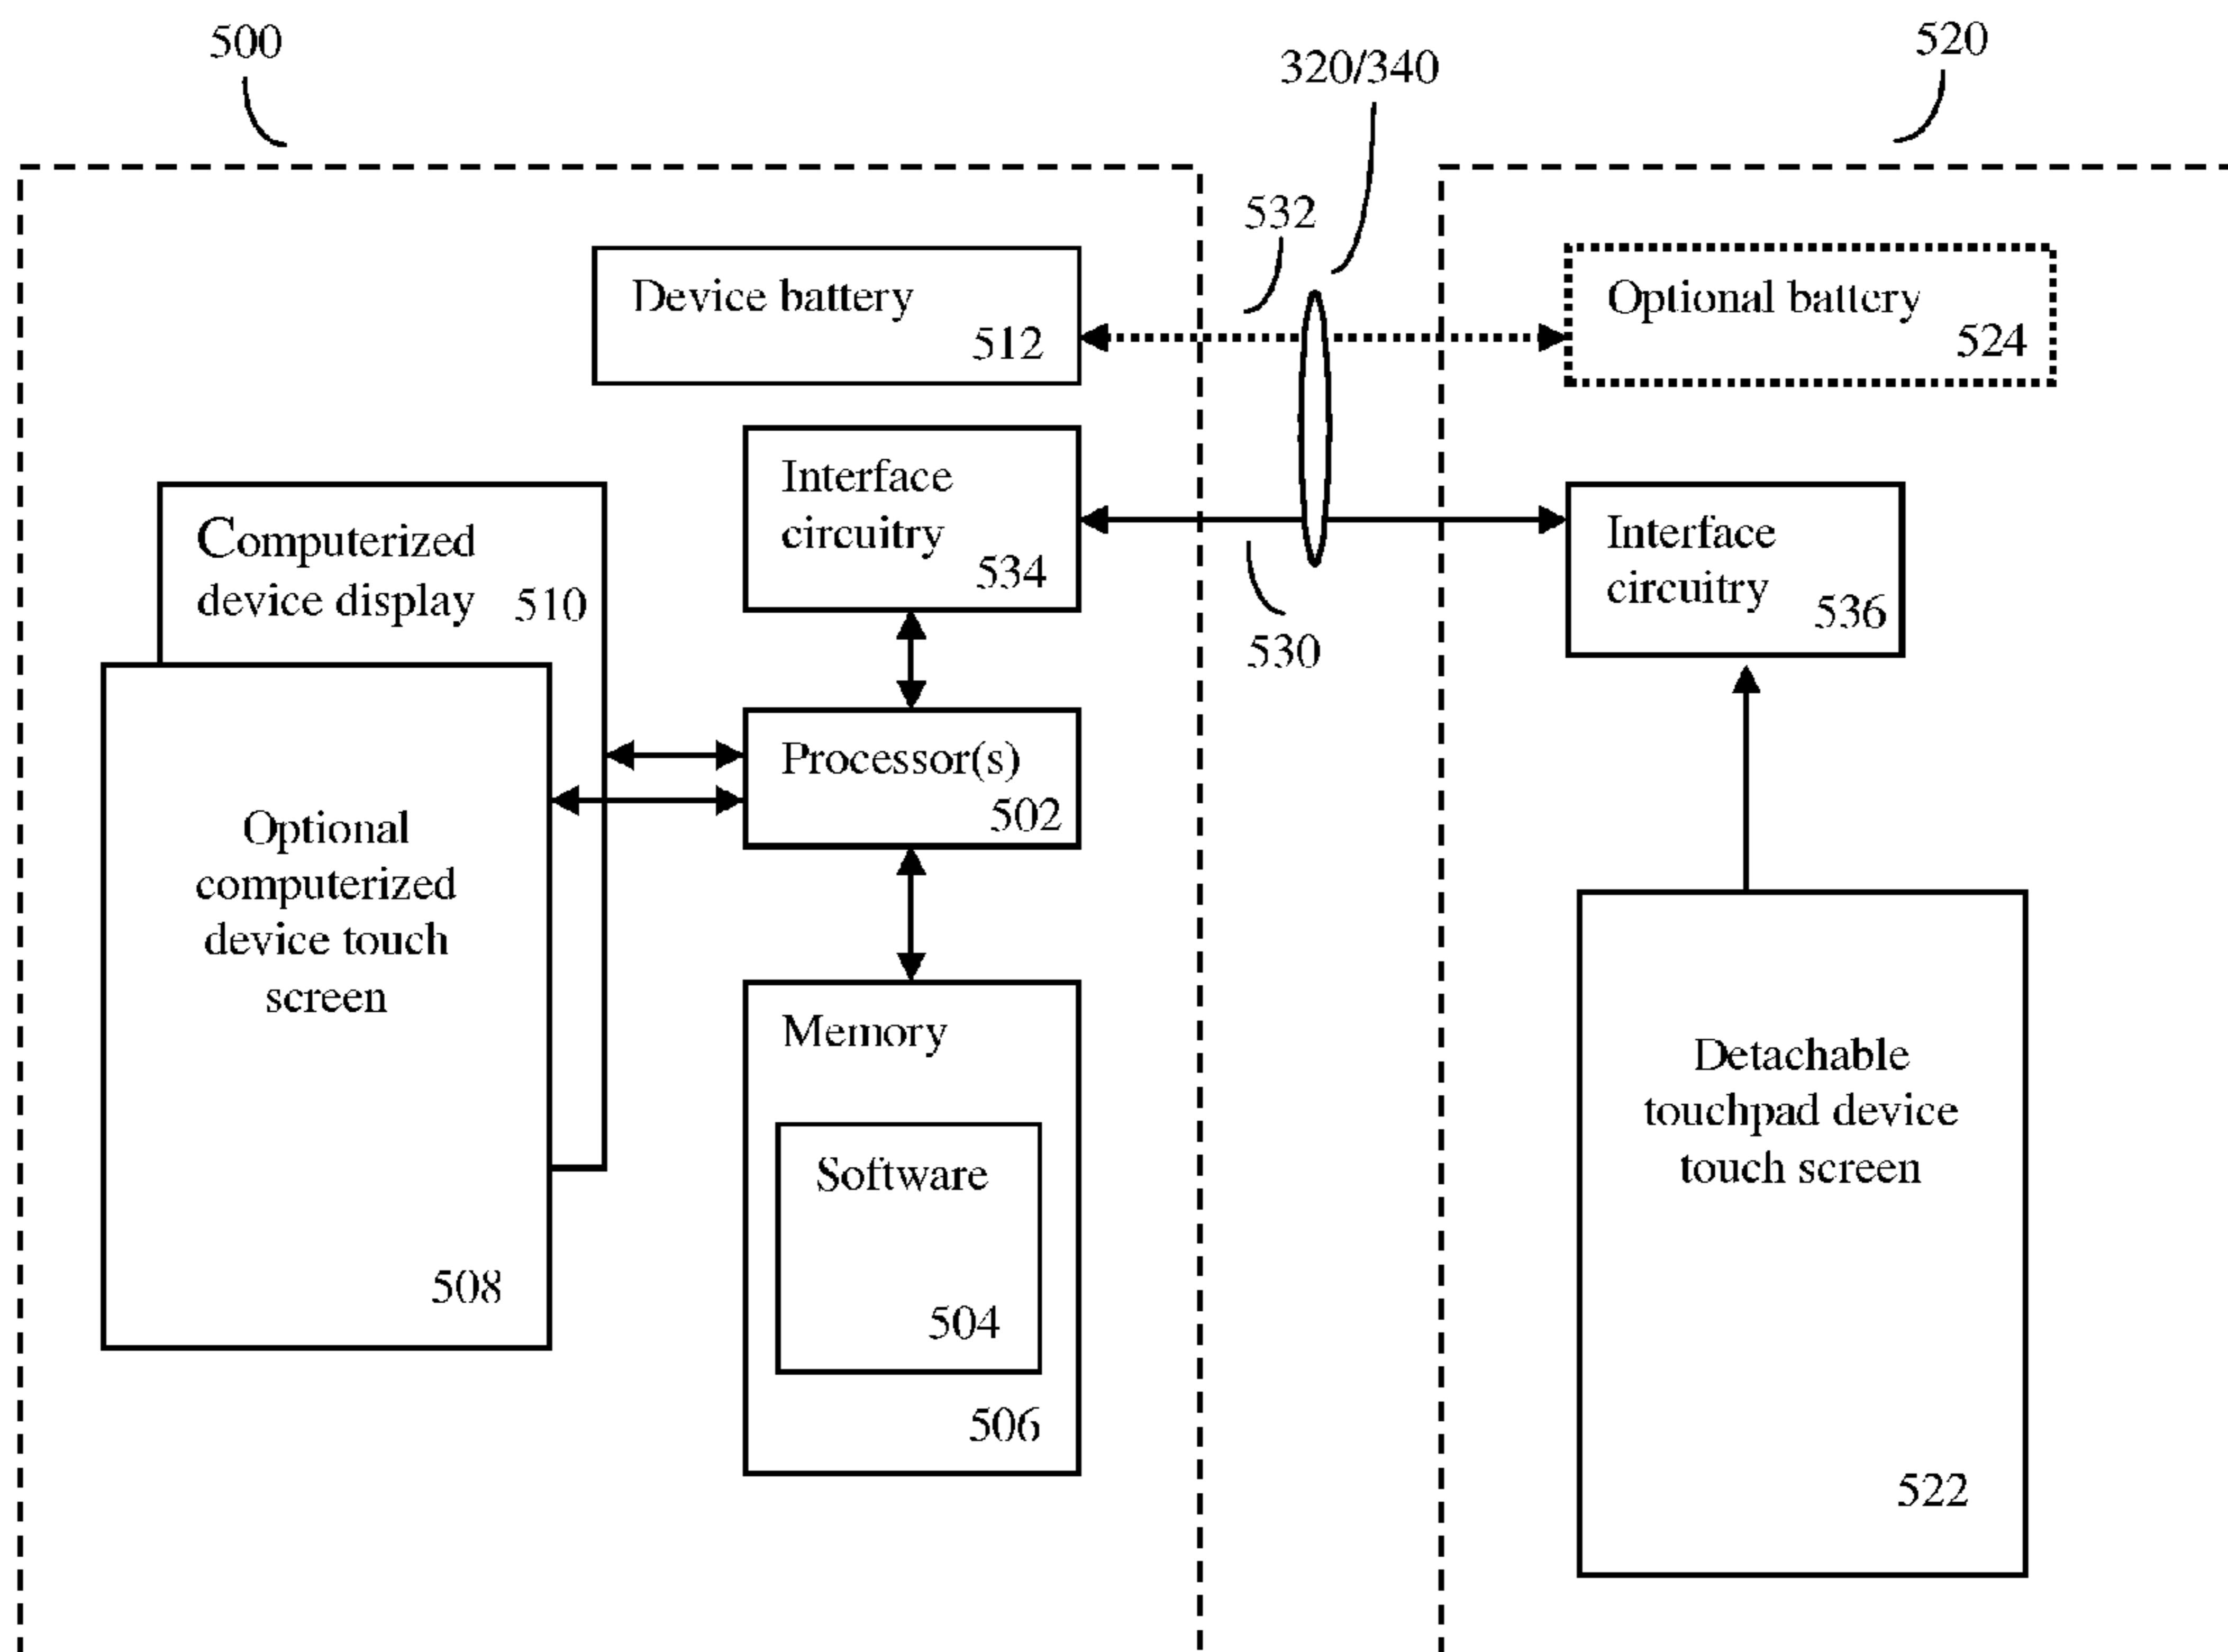 500
320/340
520
532
Device battery
512
Optional battery
524
Interface
circuitry
534
Computerized
device display
510
530
Interface
circuitry
536
Processor(s)
502
Optional
computerized
device touch
screen
508
Memory
Software
504
506
Detachable
touchpad device
touch screen
522